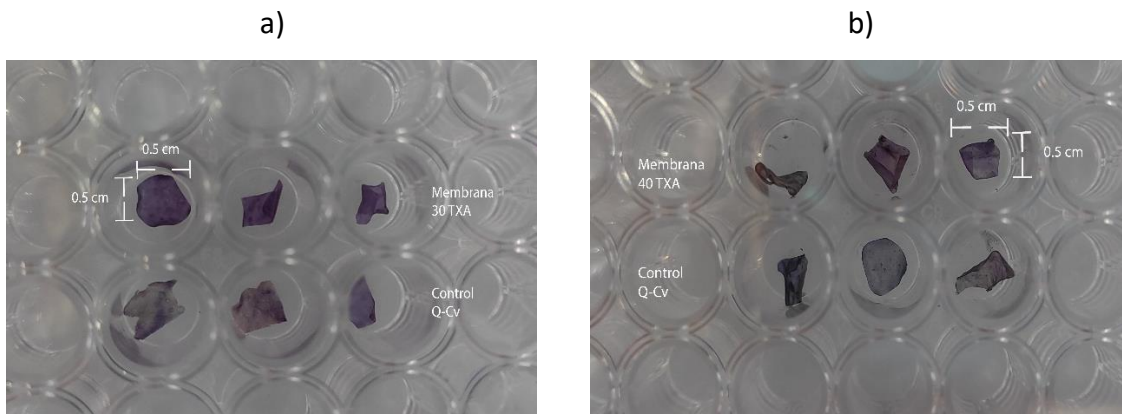 a)
b)
0.5 cm
0.5 cm
Membrana
30 TXA
Control
Q-Cv
0.5 cm
0.5 cm
Membrana
40 TXA
Control
Q-Cv